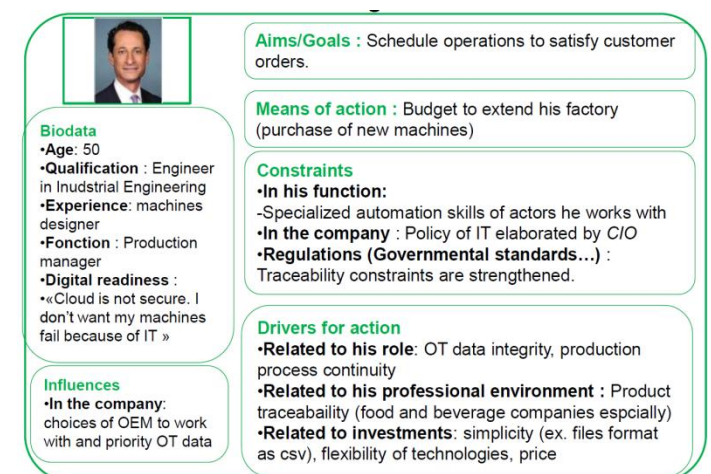 Biodata
•Age: 50
•Qualification : Engineer
in Inudstrial Engineering
•Experience: machines
designer
•Fonction : Production
manager
•Digital readiness :
•«Cloud is not secure. I
don't want my machines
fail because of IT »
Influences
•In the company:
choices of OEM to work
with and priority OT data
Aims/Goals : Schedule operations to satisfy customer
orders.
Means of action : Budget to extend his factory
(purchase of new machines)
Constraints
•In his function:
-Specialized automation skills of actors he works with
•In the company : Policy of IT elaborated by CIO
•Regulations (Governmental standards…) :
Traceability constraints are strengthened.
Drivers for action
•Related to his role: OT data integrity, production
process continuity
•Related to his professional environment : Product
traceabaility (food and beverage companies espcially)
•Related to investments: simplicity (ex. files format
as csv), flexibility of technologies, price